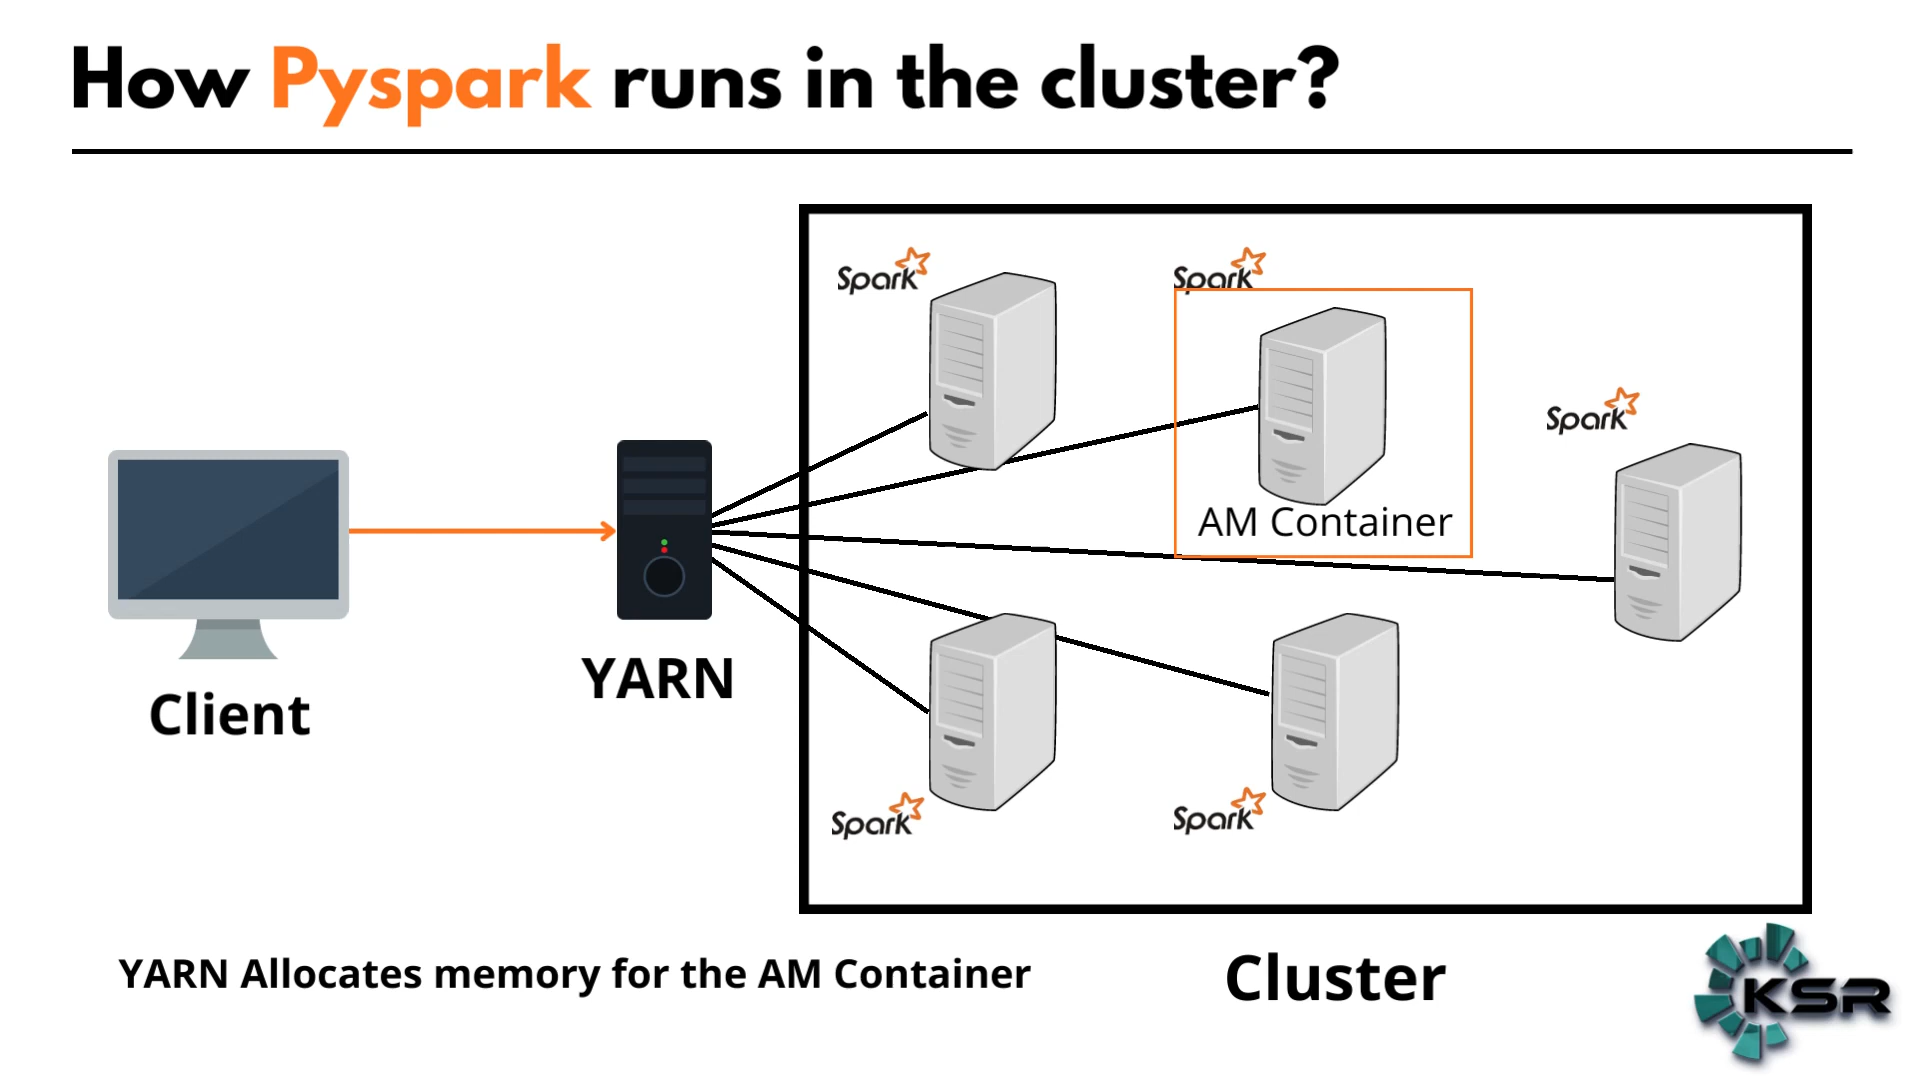 How Pyspark runs in the cluster?
Spark
Spark
Spark
AM Container
YARN
Client
Spark
Spark
YARN Allocates memory for the AM Container
Cluster
KSR